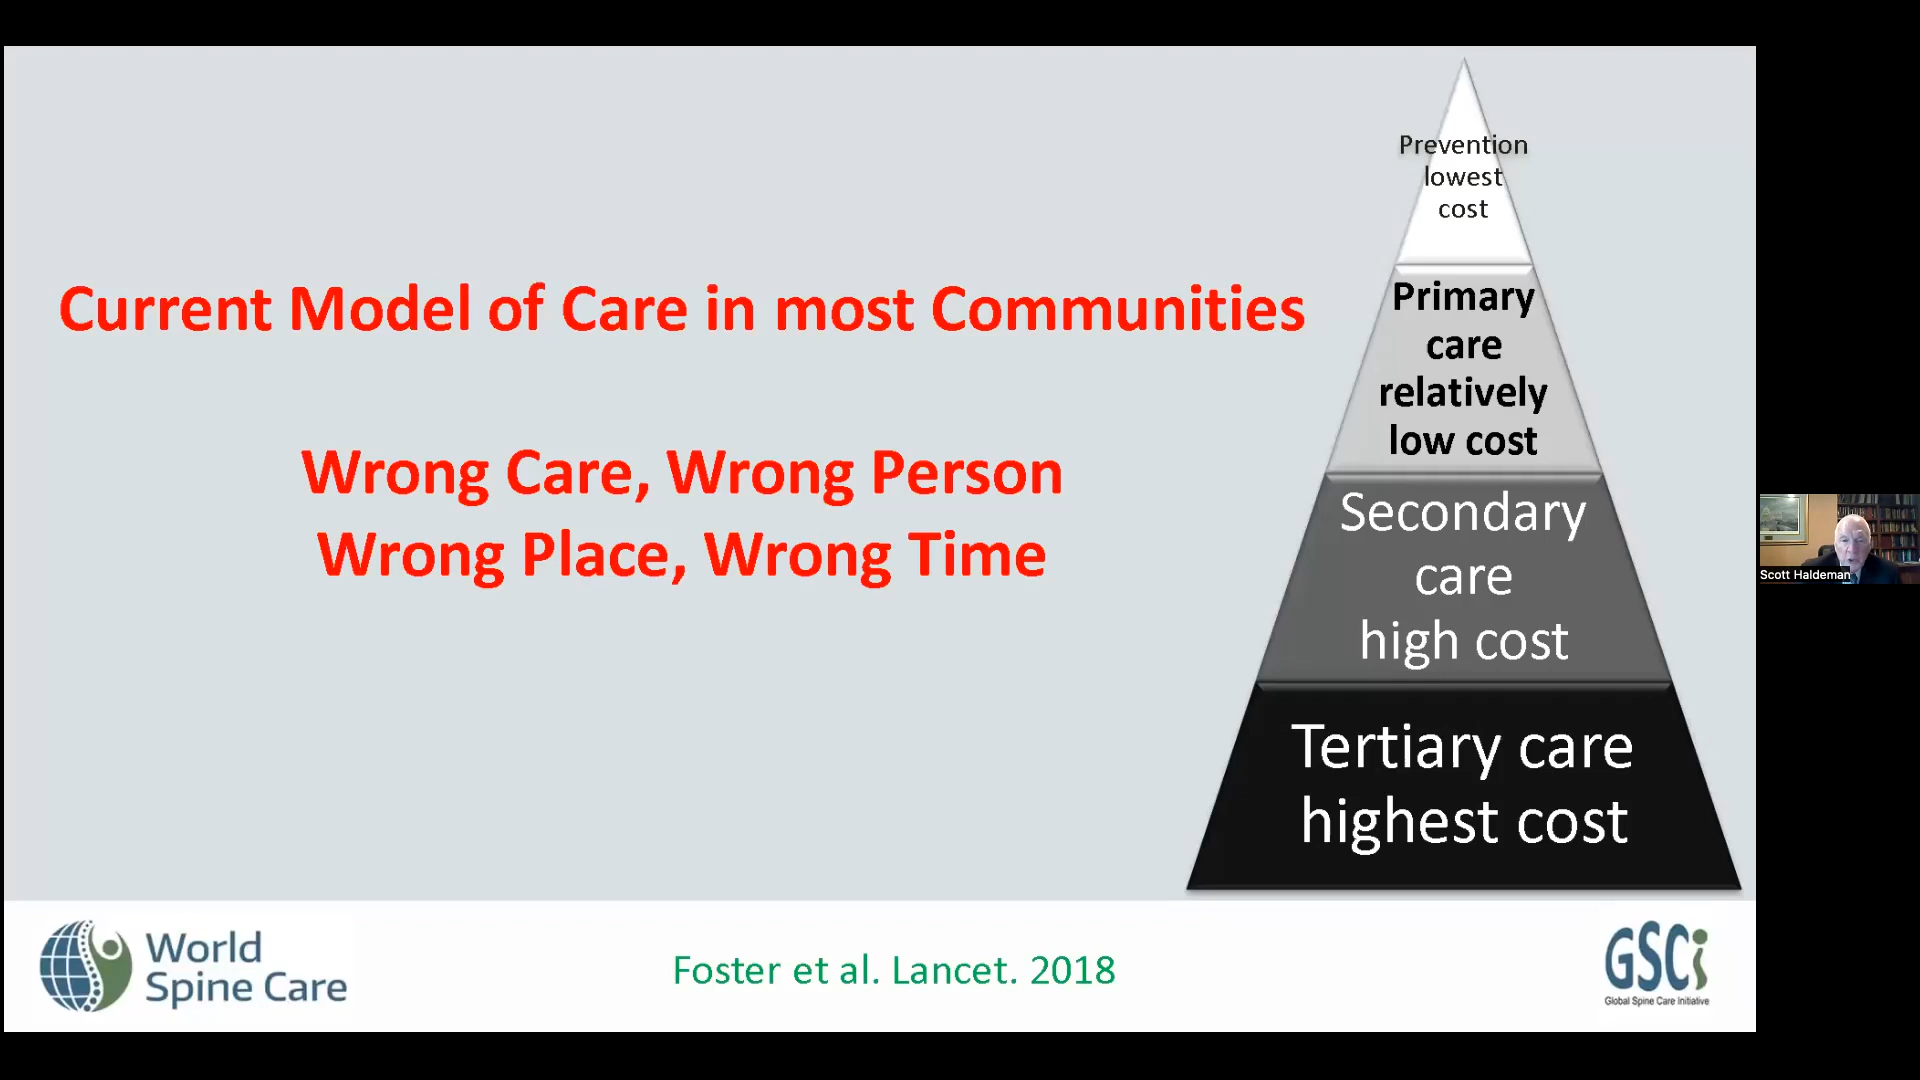 Current Model of Care in most Communities
Wrong Care, Wrong Person
Wrong Place, Wrong Time
Prevention
lowest
cost
Primary
care
relatively
low cost
Secondary
care
high cost
Tertiary care
highest cost
Scott Haldeman
World
Spine Care
Foster et al. Lancet. 2018
GSCi
Global Spine Care Initiative